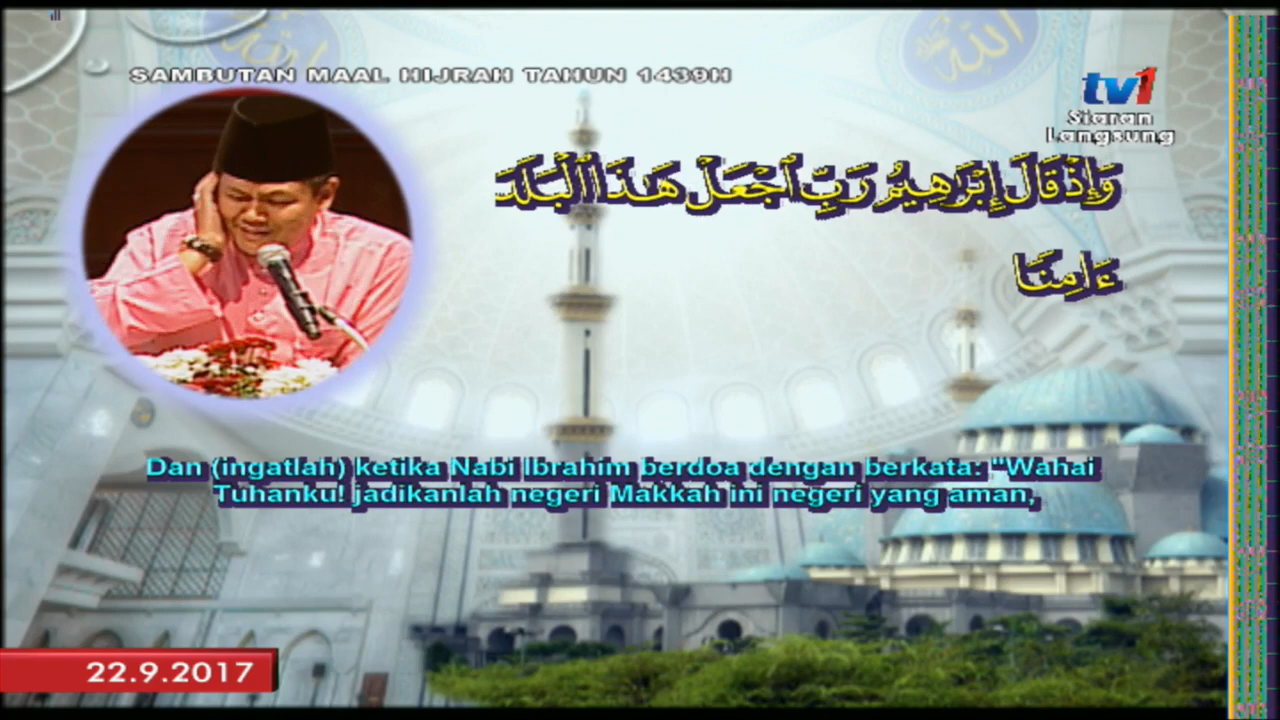 SAMBUTAN MAAL HIJRAH TAHUN 1439H
tv1
Siaran
Langsung
وَإِذْ قَالَ إِبْرَٰهِيمُ رَبِّ ٱجْعَلْ هَٰذَا ٱلْبَلَدَ
ءَامِنًا
Dan (ingatlah) ketika Nabi Ibrahim berdoa dengan berkata: "Wahai
Tuhanku! jadikanlah negeri Makkah ini negeri yang aman,
22.9.2017